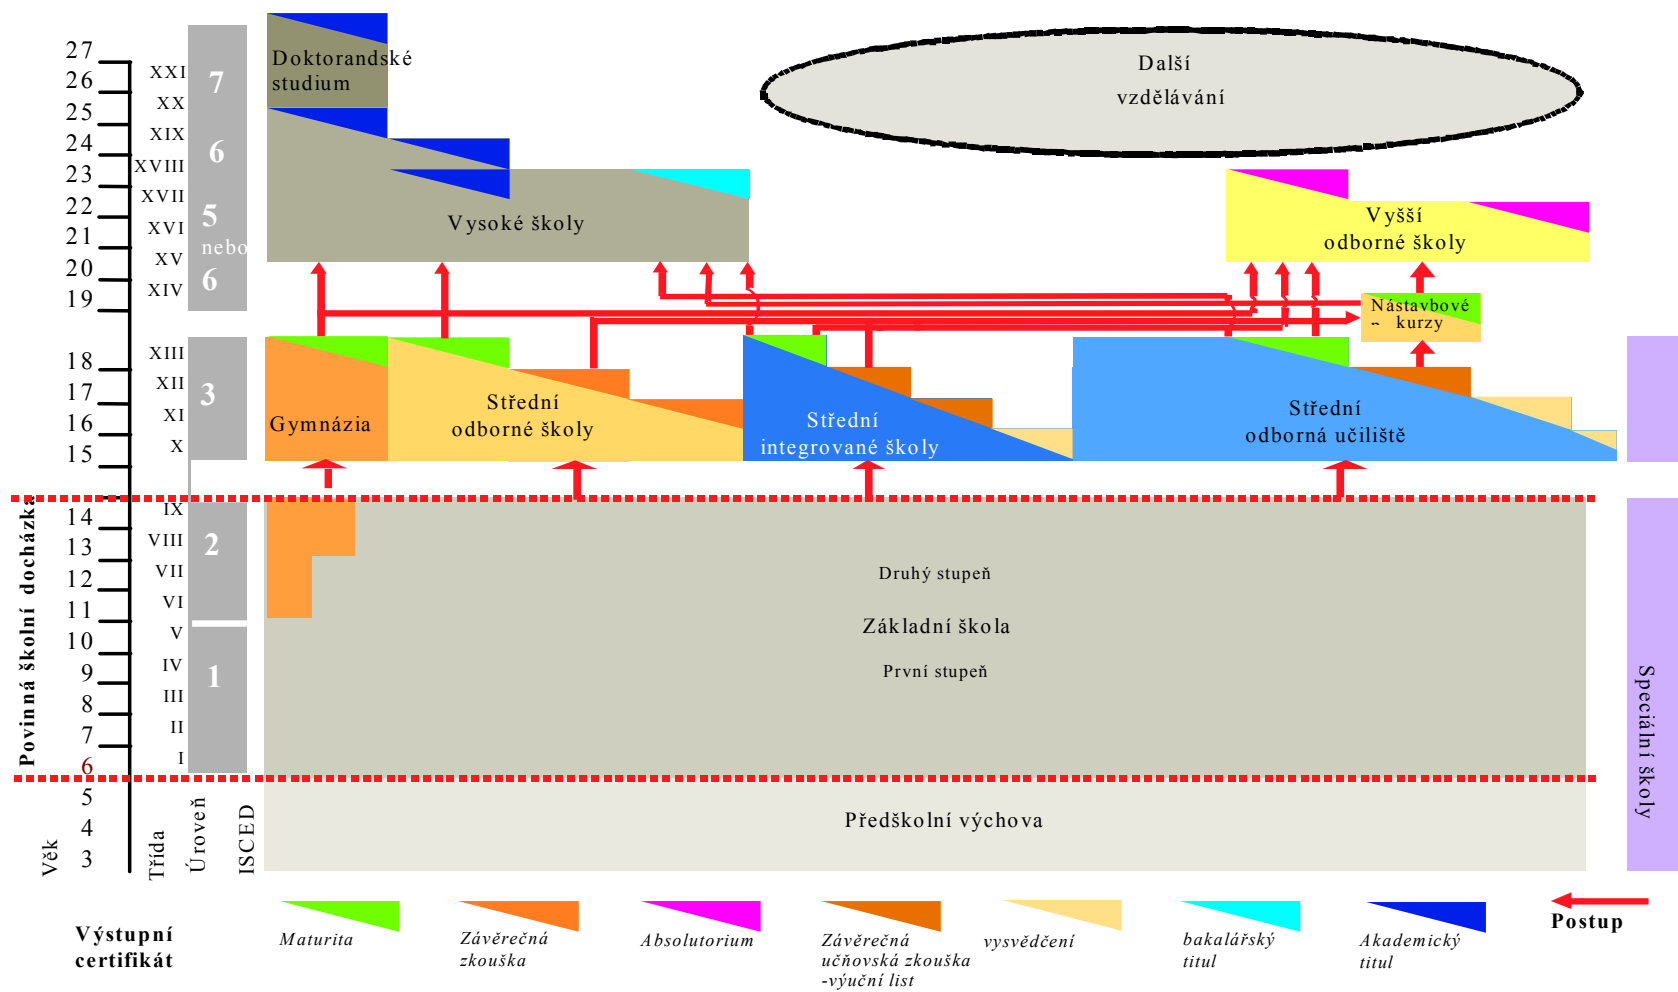 27
26
25
24
23
22
21
20
19
18
17
16
15
14
13
12
11
10
9
8
7
6
5
4
3
XXI
XX
XIX
XVIII
XVII
XVI
XV
XIV
XIII
XII
XI
X
IX
VIII
VII
VI
V
IV
III
II
I
7
6
5
nebo
6
3
2
1
Povinná školní docházka
Věk
Třída
Úroveň
ISCED
Doktorandské
studium
Další
vzdělávání
Vysoké školy
Vyšší
odborné školy
Nástavbové
kurzy
Gymnázia
Střední
odborné školy
Střední
integrované školy
Střední
odborná učiliště
Druhý stupeň
Základní škola
První stupeň
Předškolní výchova
Speciální školy
Výstupní
certifikát
Maturita
Závěrečná
zkouška
Absolutorium
Závěrečná
učňovská zkouška
-výuční list
vysvědčení
bakalářský
titul
Akademický
titul
Postup